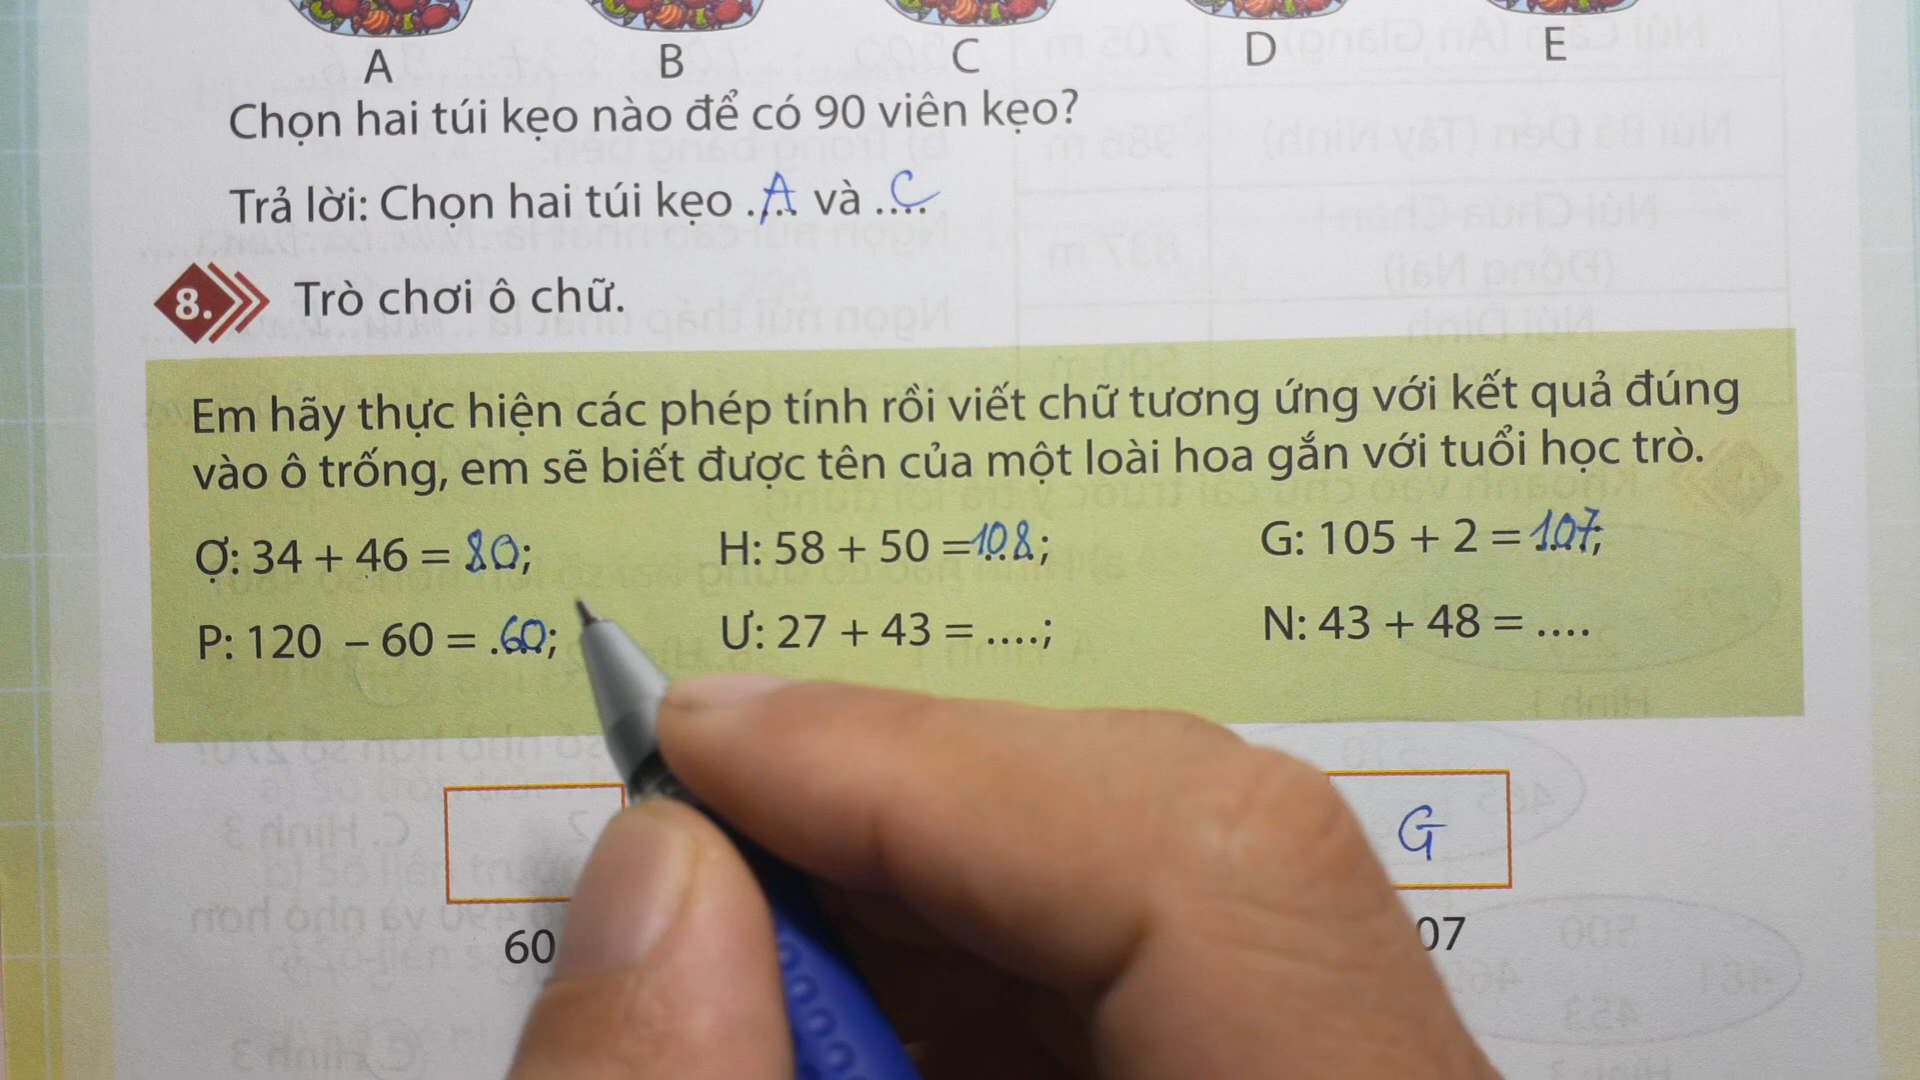 A B C D E
Chọn hai túi kẹo nào để có 90 viên kẹo?
Trả lời: Chọn hai túi kẹo .A.. và .C...
8. Trò chơi ô chữ.
Em hãy thực hiện các phép tính rồi viết chữ tương ứng với kết quả đúng
vào ô trống, em sẽ biết được tên của một loài hoa gắn với tuổi học trò.
Ợ: 34 + 46 = 80; H: 58 + 50 = 108; G: 105 + 2 = 107;
P: 120 – 60 = .60; Ư: 27 + 43 = ....; N: 43 + 48 = ....
G
60 07